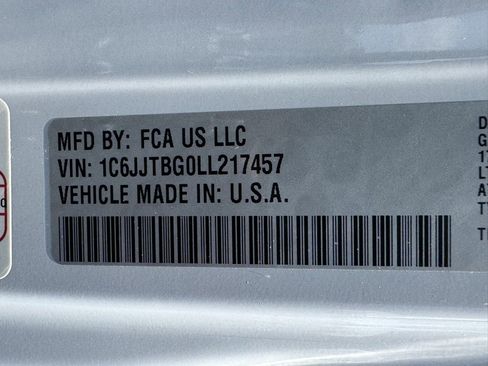 MFD BY: FCA US LLC
VIN: 1C6JJTBG0LL217457
VEHICLE MADE IN: U.S.A.